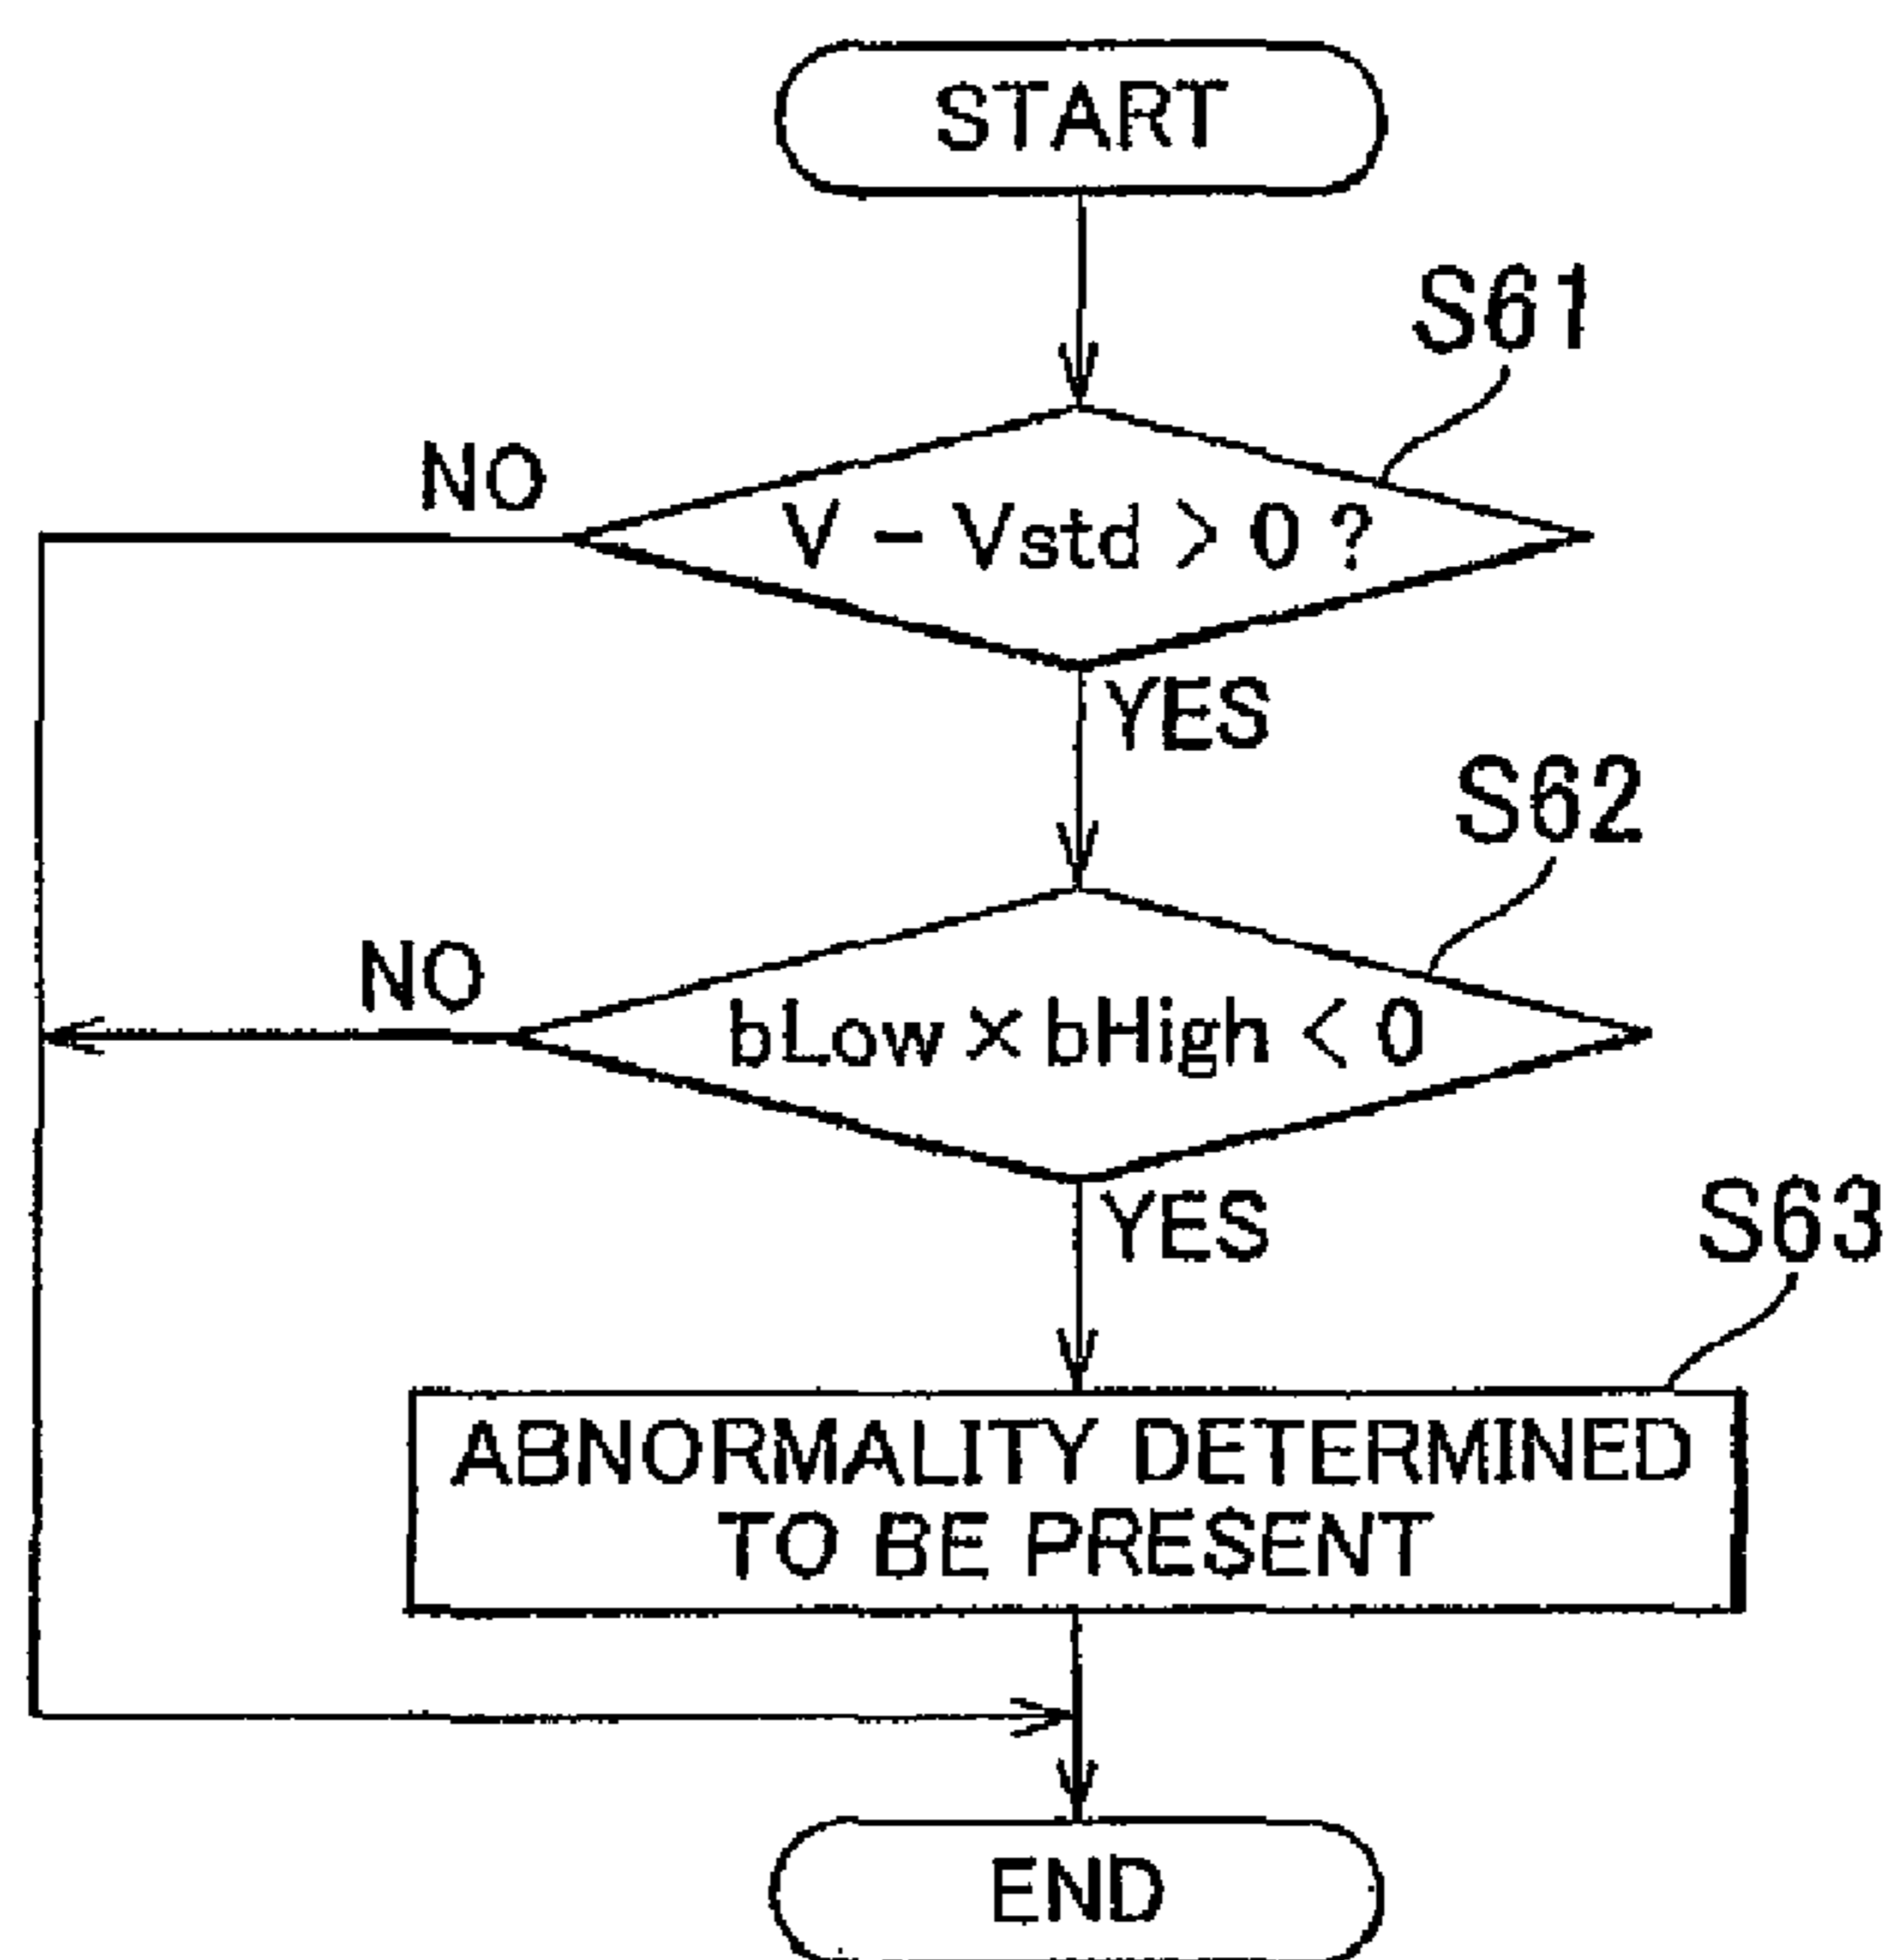 START
S61
NO
V - Vstd > 0 ?
YES
S62
NO
bLow × bHigh < 0
YES
S63
ABNORMALITY DETERMINED
TO BE PRESENT
END